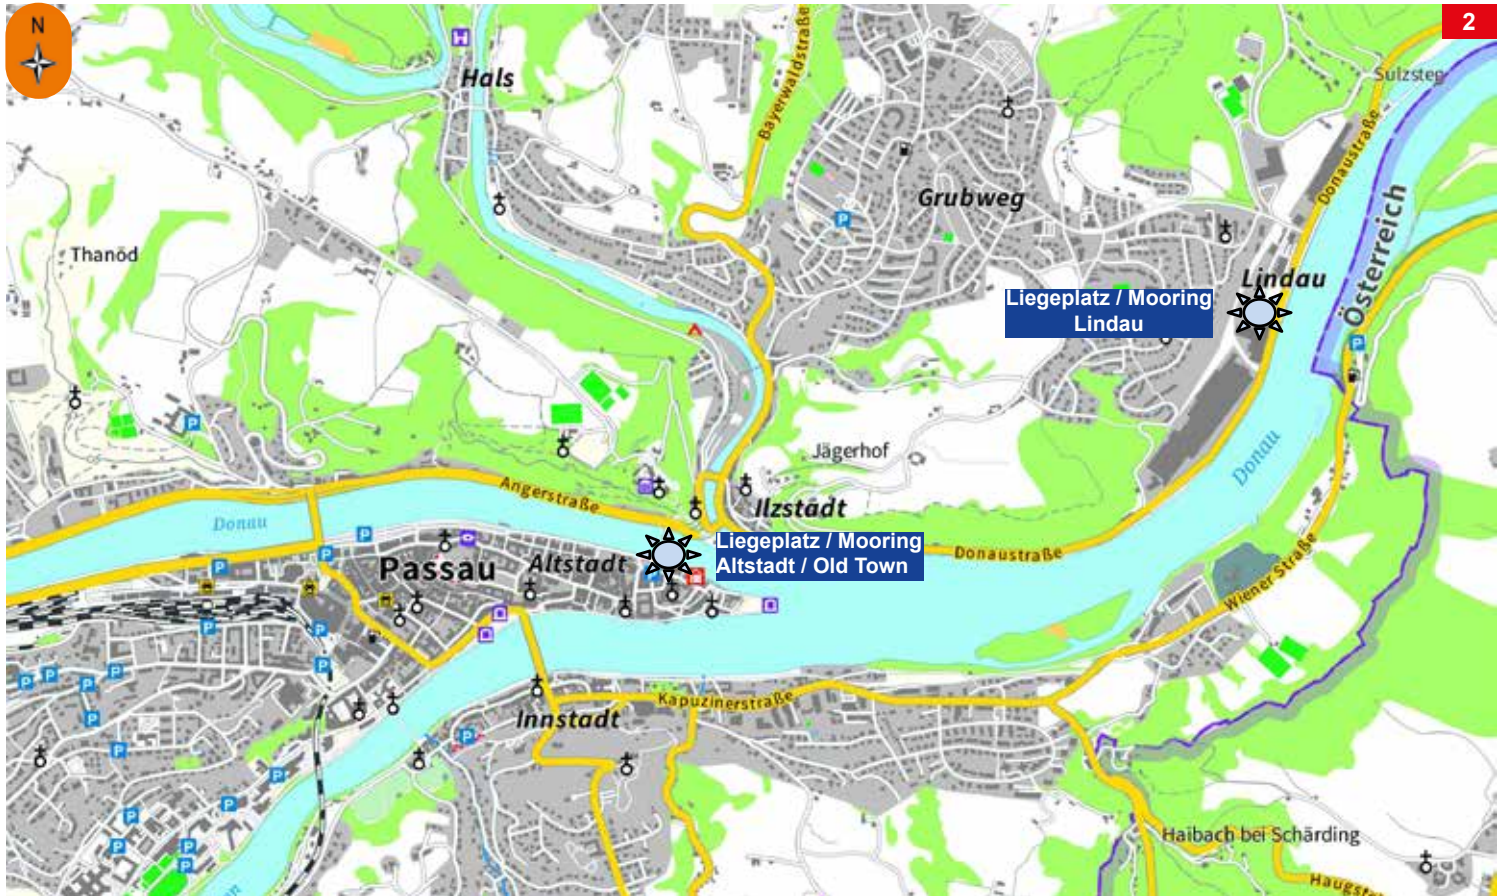 N
2
Hals
Bayerwaldstraße
Sulzsteg
Donaustraße
Grubweg
Österreich
Thanöd
Lindau
Liegeplatz / Mooring
Lindau
Jägerhof
Donau
Angerstraße
Ilzstadt
Donau
Liegeplatz / Mooring
Altstadt / Old Town
Donaustraße
Passau
Altstadt
Wiener Straße
Innstadt
Kapuzinerstraße
Haibach bei Schärding